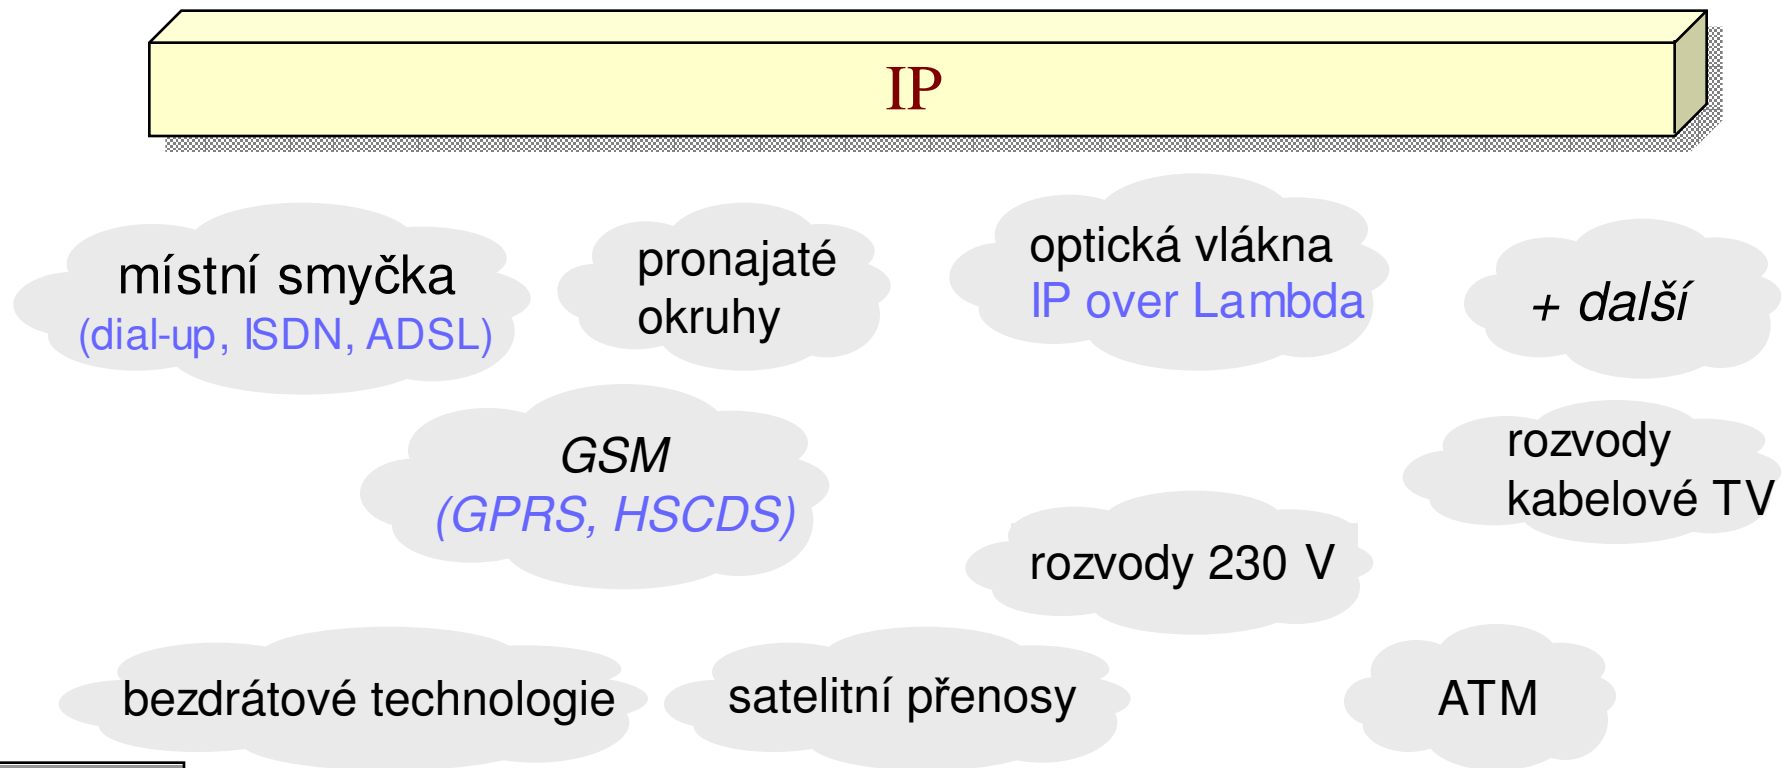 IP
místní smyčka
(dial-up, ISDN, ADSL)
pronajaté
okruhy
optická vlákna
IP over Lambda
+ další
GSM
(GPRS, HSCDS)
rozvody
kabelové TV
rozvody 230 V
bezdrátové technologie
satelitní přenosy
ATM